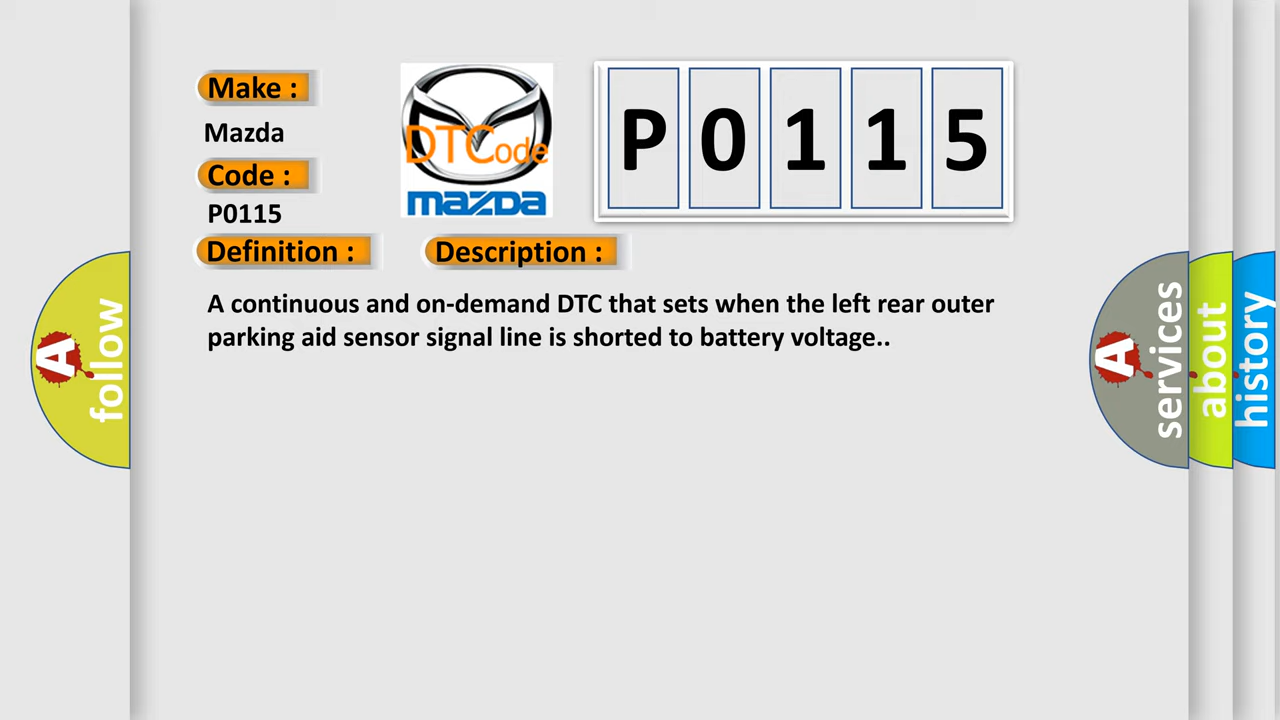 Make :
Mazda
Code :
P0115
Definition :
Description :
A continuous and on-demand DTC that sets when the left rear outer
parking aid sensor signal line is shorted to battery voltage..
DTCode
mazda
P0115
A follow
A services
about
history